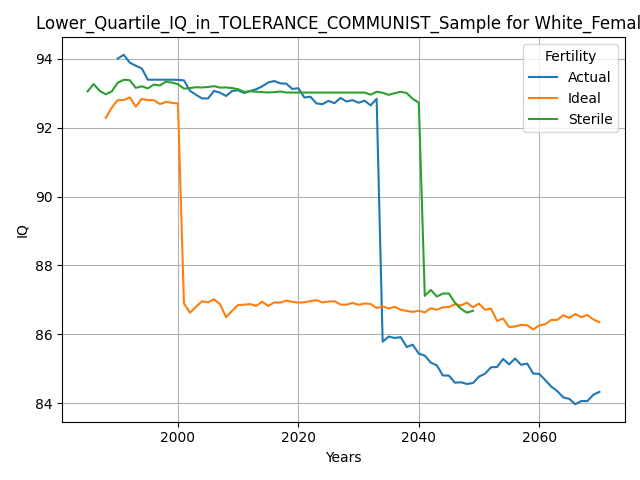 Lower_Quartile_IQ_in_TOLERANCE_COMMUNIST_Sample for White_Femal
Fertility
Actual
Ideal
Sterile
IQ
94
92
90
88
86
84
2000
2020
2040
2060
Years